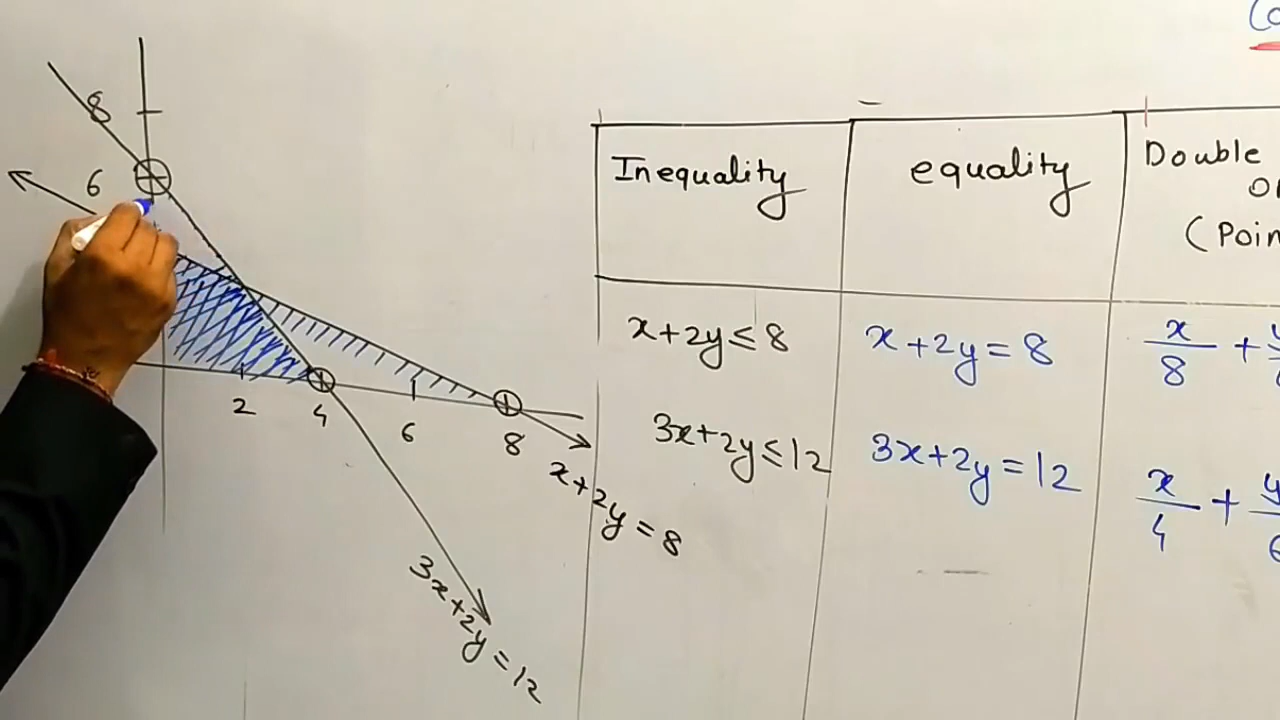 8
6
2
4
6
8
x+2y=8
3x+2y=12
Inequality
equality
Double
(Poin
x+2y≤8
x+2y=8
x/8 +
3x+2y≤12
3x+2y=12
x/4 +